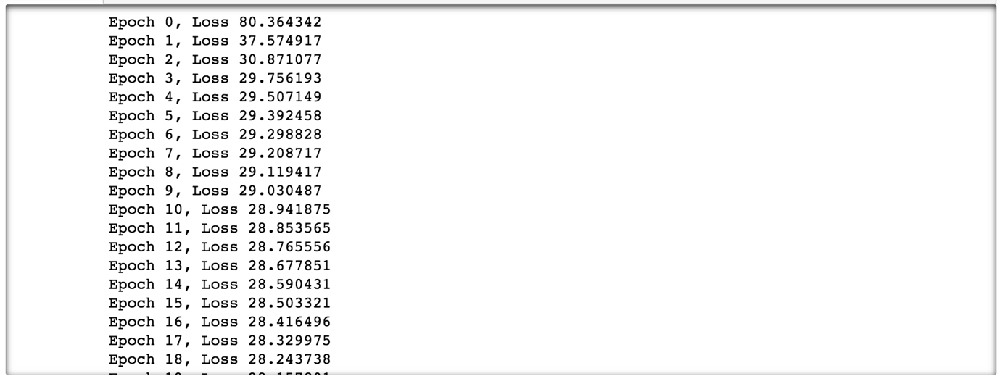 Epoch 0, Loss 80.364342
Epoch 1, Loss 37.574917
Epoch 2, Loss 30.871077
Epoch 3, Loss 29.756193
Epoch 4, Loss 29.507149
Epoch 5, Loss 29.392458
Epoch 6, Loss 29.298828
Epoch 7, Loss 29.208717
Epoch 8, Loss 29.119417
Epoch 9, Loss 29.030487
Epoch 10, Loss 28.941875
Epoch 11, Loss 28.853565
Epoch 12, Loss 28.765556
Epoch 13, Loss 28.677851
Epoch 14, Loss 28.590431
Epoch 15, Loss 28.503321
Epoch 16, Loss 28.416496
Epoch 17, Loss 28.329975
Epoch 18, Loss 28.243738